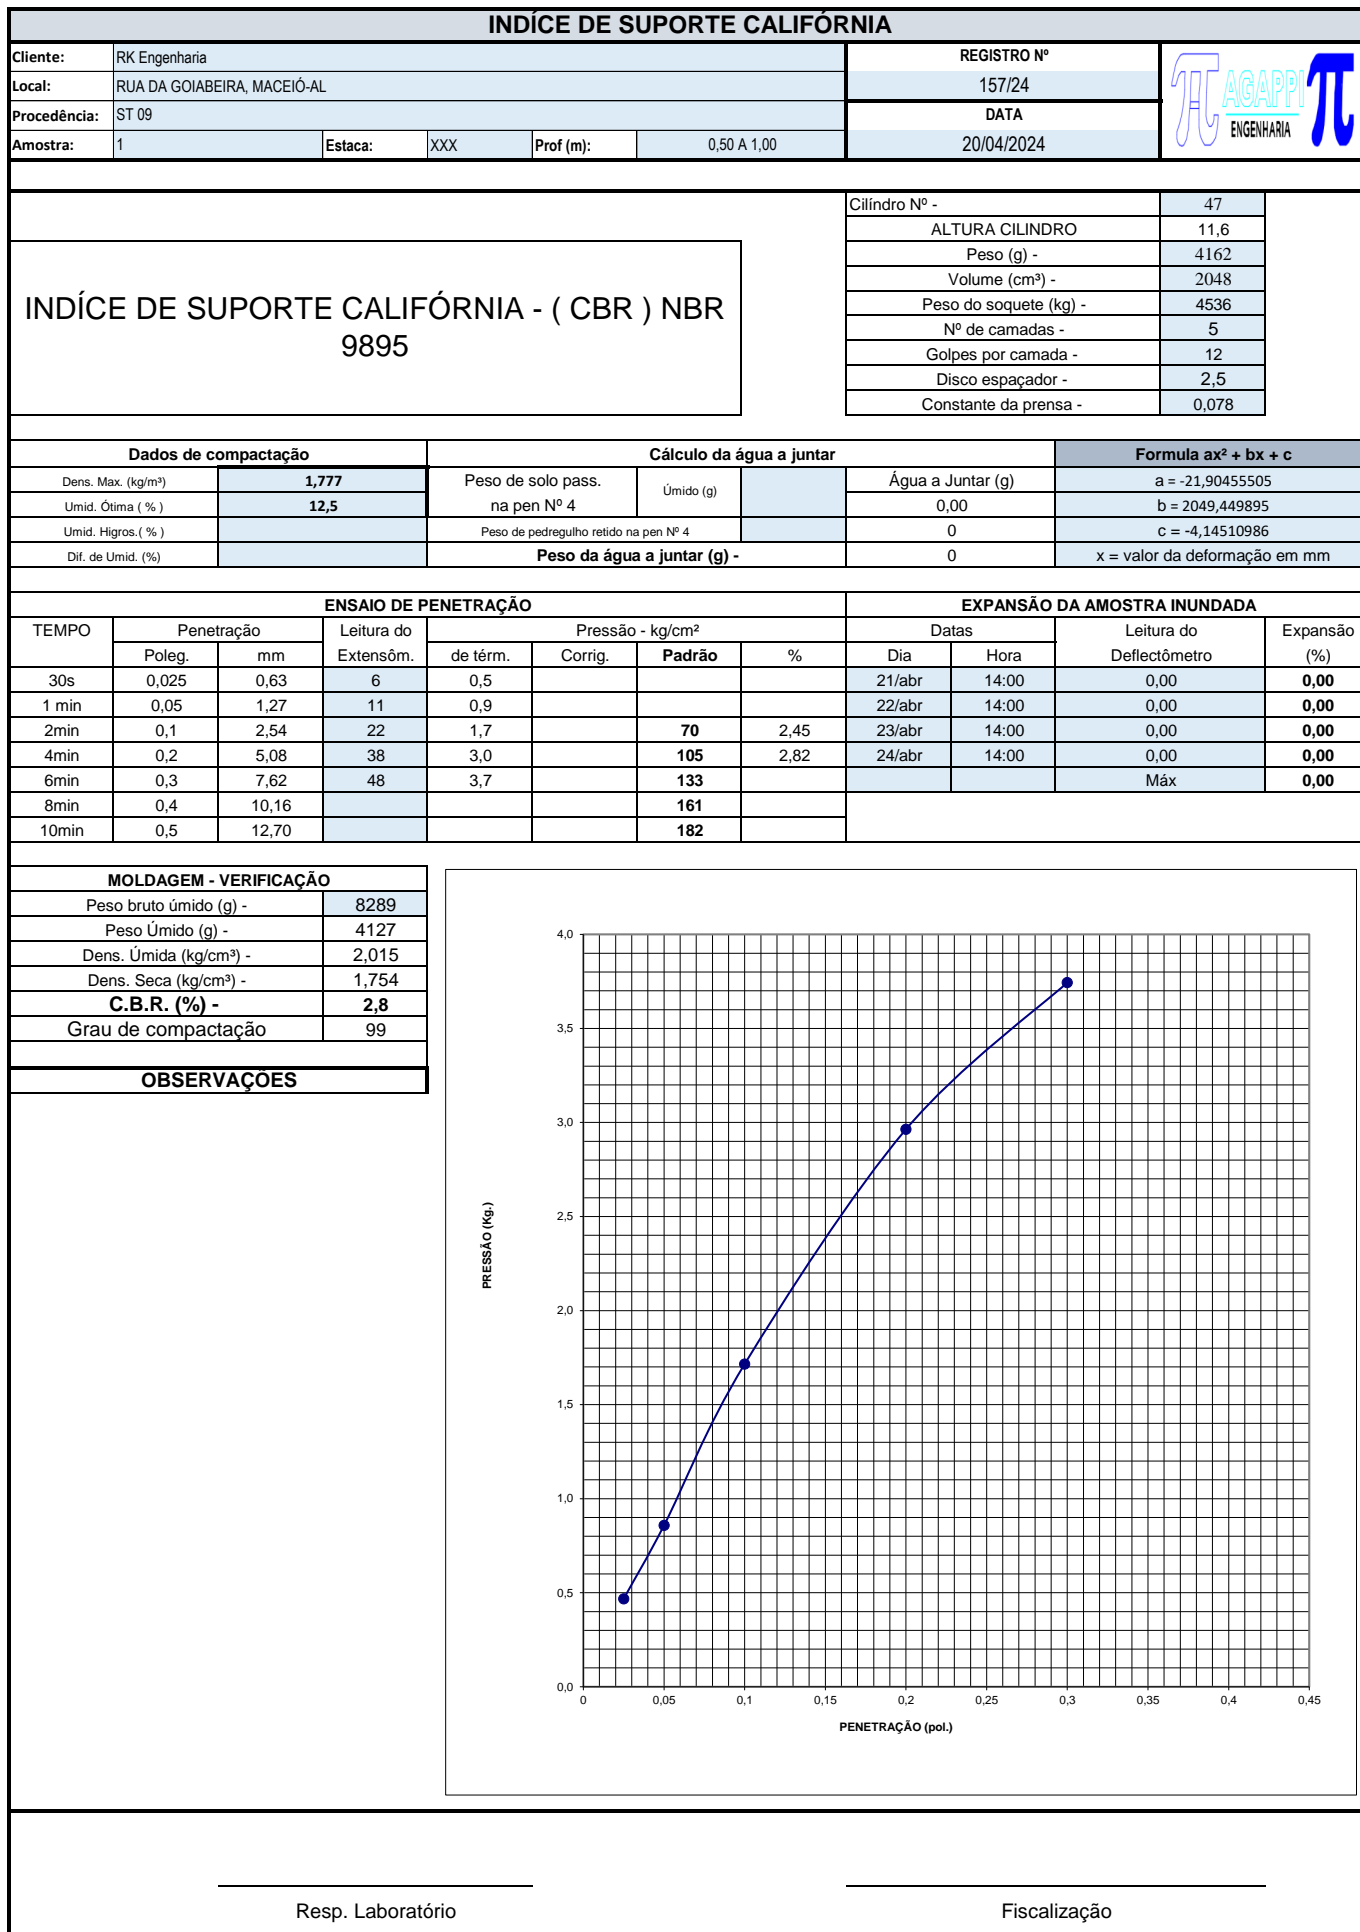 INDÍCE DE SUPORTE CALIFÓRNIA
Cliente: RK Engenharia REGISTRO Nº
Local: RUA DA GOIABEIRA, MACEIÓ-AL 157/24
Procedência: ST 09 DATA
Amostra: 1 Estaca: XXX Prof (m): 0,50 A 1,00 20/04/2024
AGAPPI
ENGENHARIA
Cilíndro Nº - 47
ALTURA CILINDRO 11,6
Peso (g) - 4162
Volume (cm³) - 2048
Peso do soquete (kg) - 4536
Nº de camadas - 5
Golpes por camada - 12
Disco espaçador - 2,5
Constante da prensa - 0,078
INDÍCE DE SUPORTE CALIFÓRNIA - ( CBR ) NBR
9895
Dados de compactação Cálculo da água a juntar Formula ax² + bx + c
Dens. Max. (kg/m³) 1,777 Peso de solo pass. Úmido (g) Água a Juntar (g) a = -21,90455505
Umid. Ótima ( % ) 12,5 na pen Nº 4 0,00 b = 2049,449895
Umid. Higros.( % ) Peso de pedregulho retido na pen Nº 4 0 c = -4,14510986
Dif. de Umid. (%) Peso da água a juntar (g) - 0 x = valor da deformação em mm
ENSAIO DE PENETRAÇÃO EXPANSÃO DA AMOSTRA INUNDADA
TEMPO Penetração Leitura do Pressão - kg/cm² Datas Leitura do Expansão
Poleg. mm Extensôm. de térm. Corrig. Padrão % Dia Hora Deflectômetro (%)
30s 0,025 0,63 6 0,5 21/abr 14:00 0,00 0,00
1 min 0,05 1,27 11 0,9 22/abr 14:00 0,00 0,00
2min 0,1 2,54 22 1,7 70 2,45 23/abr 14:00 0,00 0,00
4min 0,2 5,08 38 3,0 105 2,82 24/abr 14:00 0,00 0,00
6min 0,3 7,62 48 3,7 133 Máx 0,00
8min 0,4 10,16 161
10min 0,5 12,70 182
MOLDAGEM - VERIFICAÇÃO
Peso bruto úmido (g) - 8289
Peso Úmido (g) - 4127
Dens. Úmida (kg/cm³) - 2,015
Dens. Seca (kg/cm³) - 1,754
C.B.R. (%) - 2,8
Grau de compactação 99
OBSERVAÇÕES
4,0
3,5
3,0
2,5
2,0
1,5
1,0
0,5
0,0
PRESSÃO (Kg.)
0 0,05 0,1 0,15 0,2 0,25 0,3 0,35 0,4 0,45
PENETRAÇÃO (pol.)
Resp. Laboratório Fiscalização